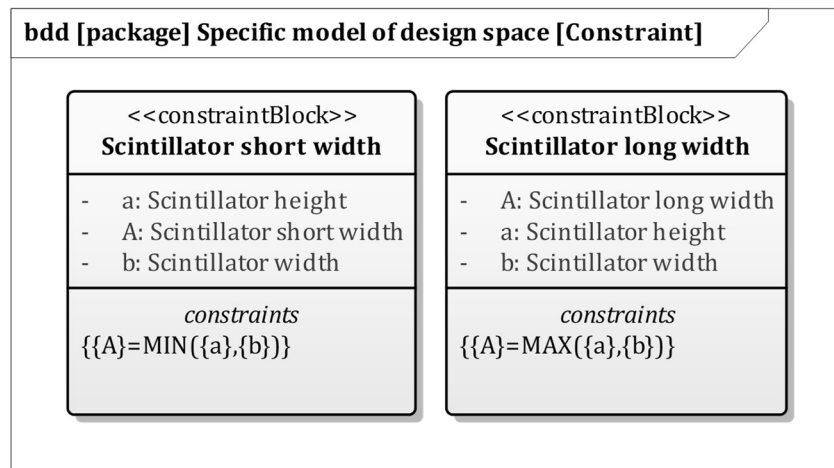 bdd [package] Specific model of design space [Constraint]
<<constraintBlock>>
Scintillator short width
- a: Scintillator height
- A: Scintillator short width
- b: Scintillator width
constraints
{{A}=MIN({a},{b})}
<<constraintBlock>>
Scintillator long width
- A: Scintillator long width
- a: Scintillator height
- b: Scintillator width
constraints
{{A}=MAX({a},{b})}